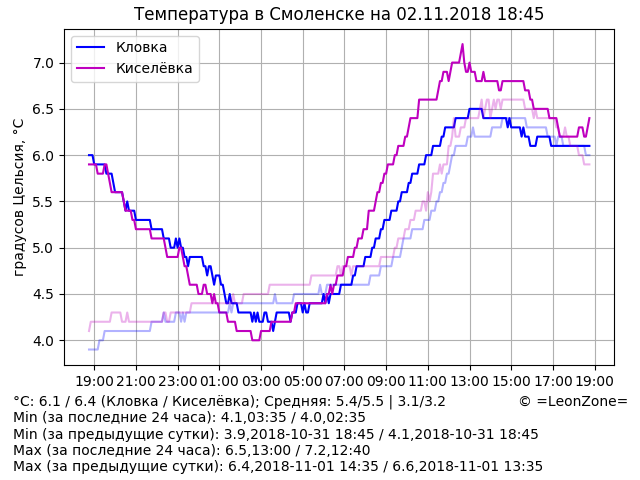 Температура в Смоленске на 02.11.2018 18:45
Кловка
Киселёвка
градусов Цельсия, °C
7.0
6.5
6.0
5.5
5.0
4.5
4.0
19:00 21:00 23:00 01:00 03:00 05:00 07:00 09:00 11:00 13:00 15:00 17:00 19:00
°C: 6.1 / 6.4 (Кловка / Киселёвка); Средняя: 5.4/5.5 | 3.1/3.2 © =LeonZone=
Min (за последние 24 часа): 4.1,03:35 / 4.0,02:35
Min (за предыдущие сутки): 3.9,2018-10-31 18:45 / 4.1,2018-10-31 18:45
Max (за последние 24 часа): 6.5,13:00 / 7.2,12:40
Max (за предыдущие сутки): 6.4,2018-11-01 14:35 / 6.6,2018-11-01 13:35